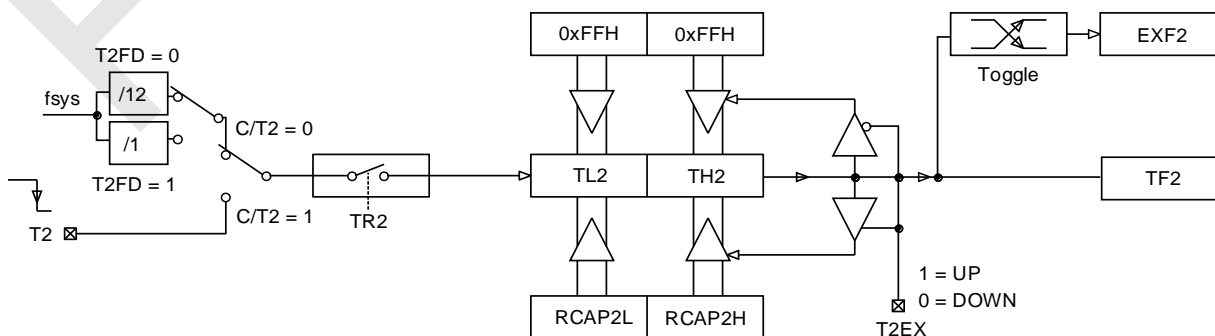 0xFFH 0xFFH EXF2
T2FD = 0
Toggle
/12
fsys
C/T2 = 0
/1
TL2 TH2 TF2
T2FD = 1
C/T2 = 1
TR2
T2
1 = UP
0 = DOWN
RCAP2L RCAP2H
T2EX